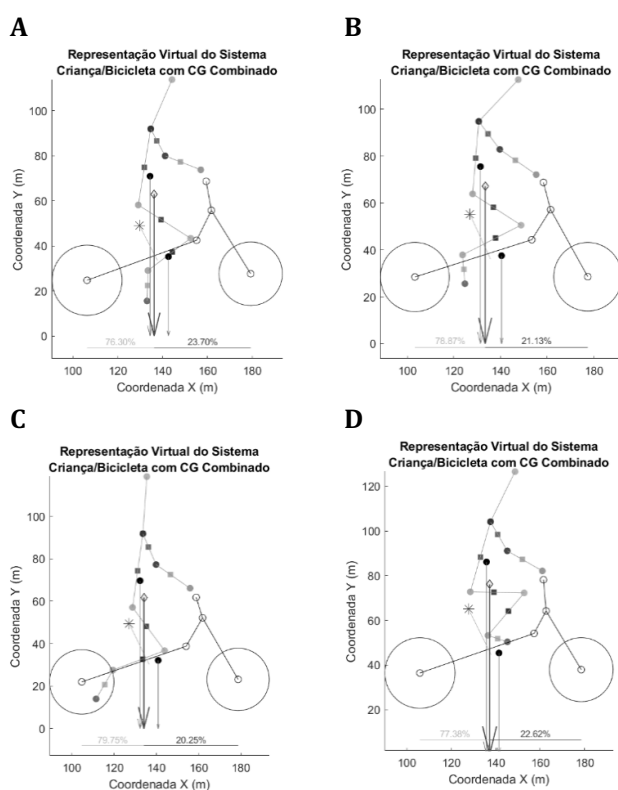 A
Representação Virtual do Sistema
Criança/Bicicleta com CG Combinado
Coordenada Y (m)
100
80
60
40
20
0
76.30%
23.70%
100 120 140 160 180
Coordenada X (m)
B
Representação Virtual do Sistema
Criança/Bicicleta com CG Combinado
Coordenada Y (m)
100
80
60
40
20
0
78.87%
21.13%
100 120 140 160 180
Coordenada X (m)
C
Representação Virtual do Sistema
Criança/Bicicleta com CG Combinado
Coordenada Y (m)
100
80
60
40
20
0
79.75%
20.25%
100 120 140 160 180
Coordenada X (m)
D
Representação Virtual do Sistema
Criança/Bicicleta com CG Combinado
Coordenada Y (m)
120
100
80
60
40
20
77.38%
22.62%
100 120 140 160 180
Coordenada X (m)